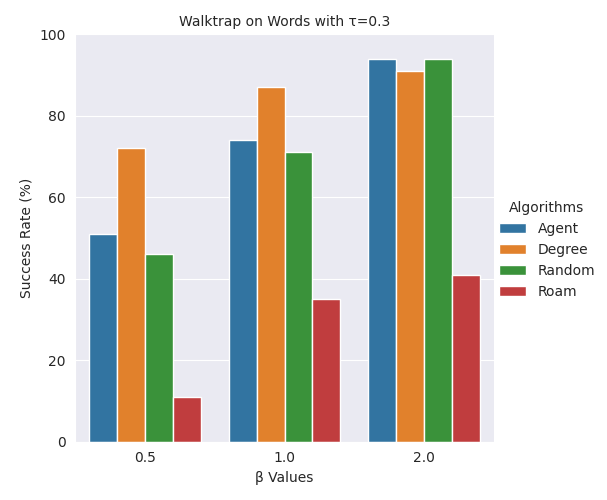 Walktrap on Words with τ=0.3
100
80
60
40
20
0
Success Rate (%)
0.5
1.0
2.0
β Values
Algorithms
Agent
Degree
Random
Roam